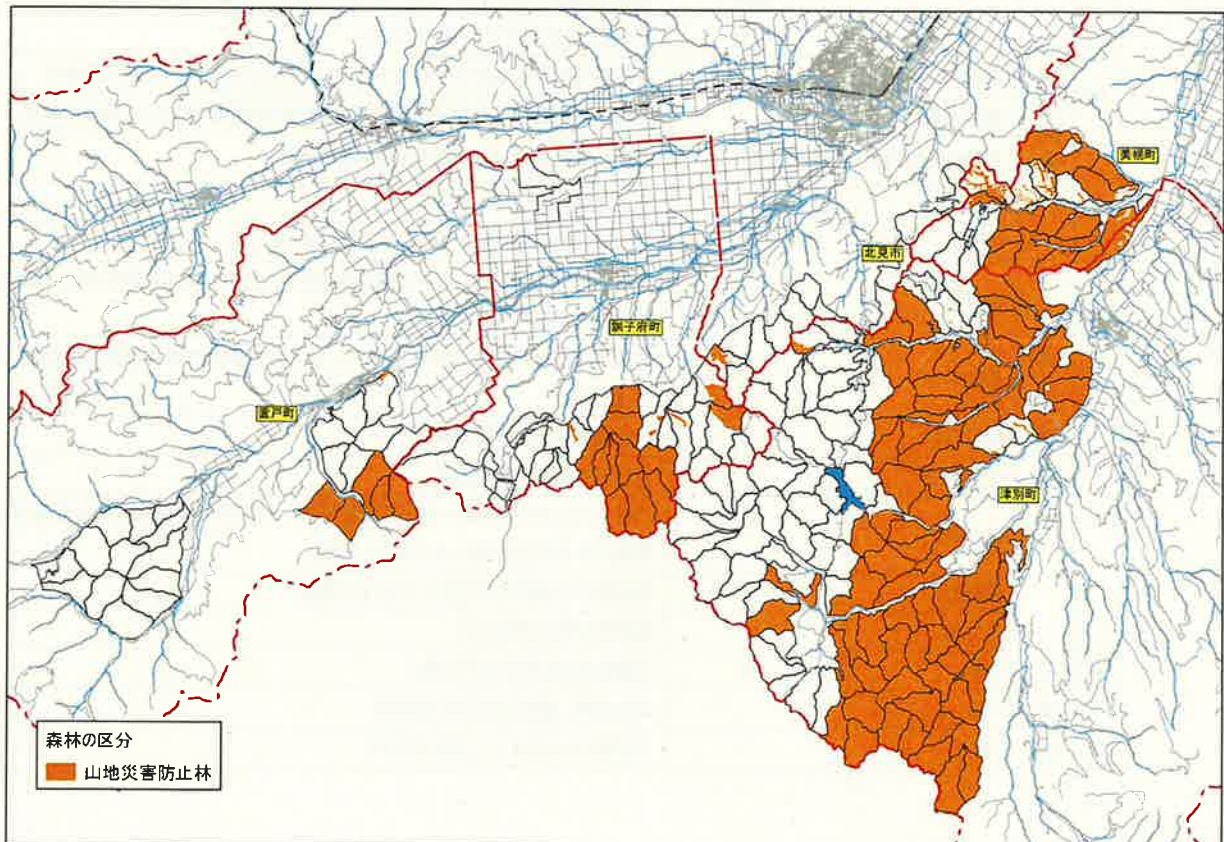 美幌町
北見市
訓子府町
置戸町
津別町
森林の区分
山地災害防止林